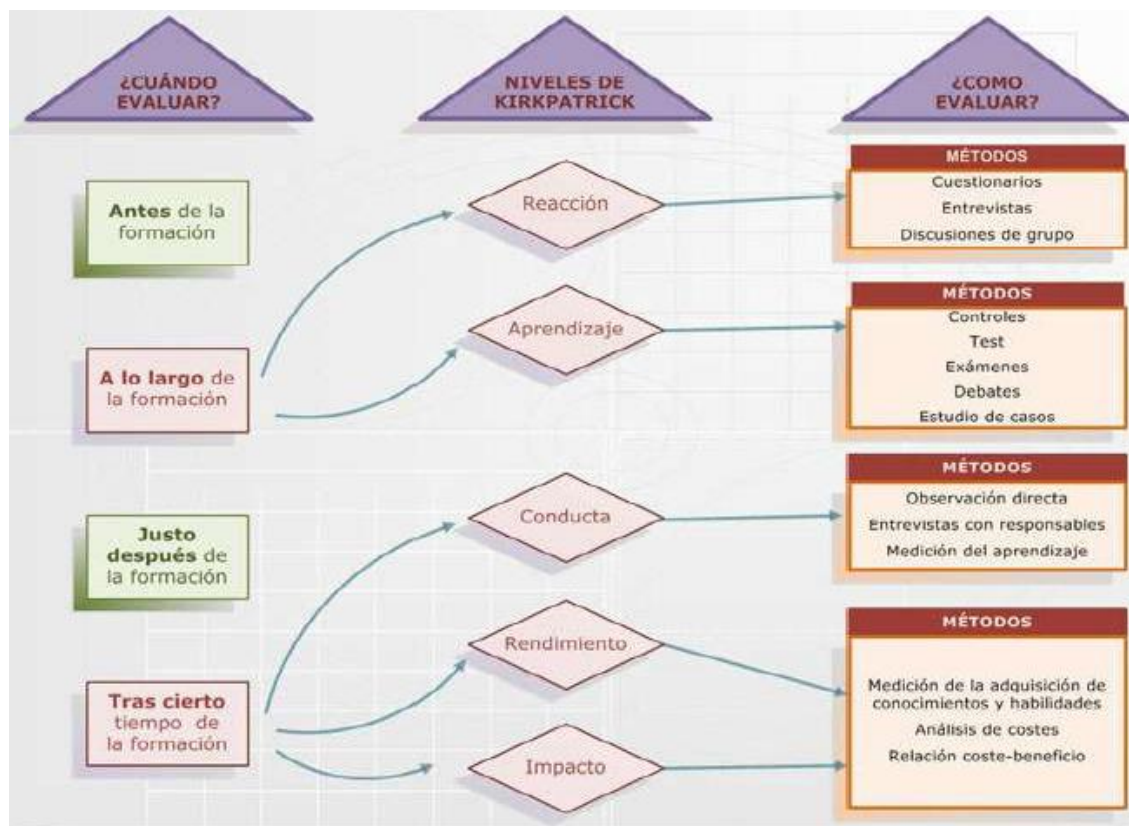 ¿CUÁNDO
EVALUAR?
NIVELES DE
KIRKPATRICK
¿COMO
EVALUAR?
Antes de la
formación
A lo largo de
la formación
Justo
después de
la formación
Tras cierto
tiempo de
la formación
Reacción
Aprendizaje
Conducta
Rendimiento
Impacto
MÉTODOS
Cuestionarios
Entrevistas
Discusiones de grupo
MÉTODOS
Controles
Test
Exámenes
Debates
Estudio de casos
MÉTODOS
Observación directa
Entrevistas con responsables
Medición del aprendizaje
MÉTODOS
Medición de la adquisición de
conocimientos y habilidades
Análisis de costes
Relación coste-beneficio